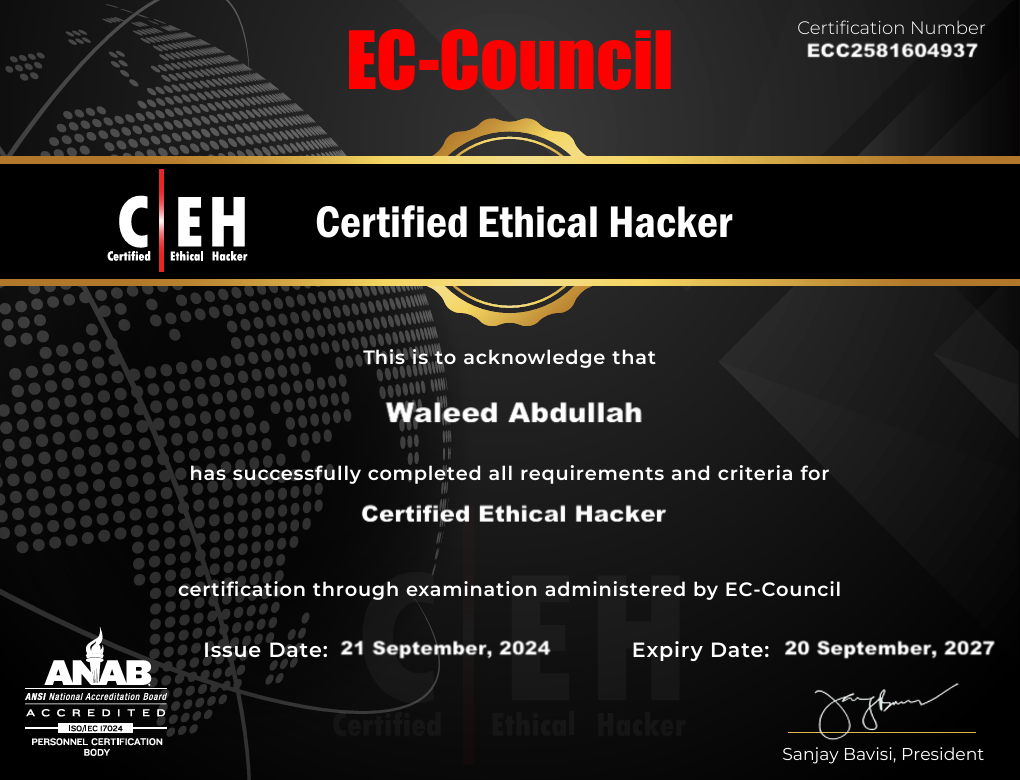 EC-Council
Certification Number
ECC2581604937
C EH
Certified Ethical Hacker
Certified Ethical Hacker
This is to acknowledge that
Waleed Abdullah
has successfully completed all requirements and criteria for
Certified Ethical Hacker
certification through examination administered by EC-Council
Issue Date: 21 September, 2024 Expiry Date: 20 September, 2027
C EH
Certified Ethical Hacker
ANAB
ANSI National Accreditation Board
ACCREDITED
ISO/IEC 17024
PERSONNEL CERTIFICATION
BODY
Sanjay Bavisi, President